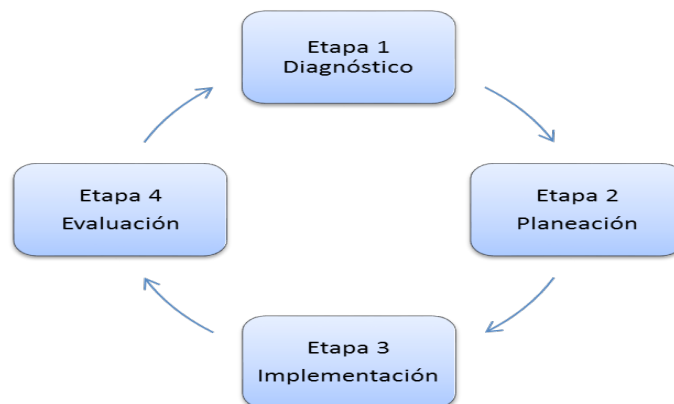 Etapa 1
Diagnóstico
Etapa 2
Planeación
Etapa 3
Implementación
Etapa 4
Evaluación